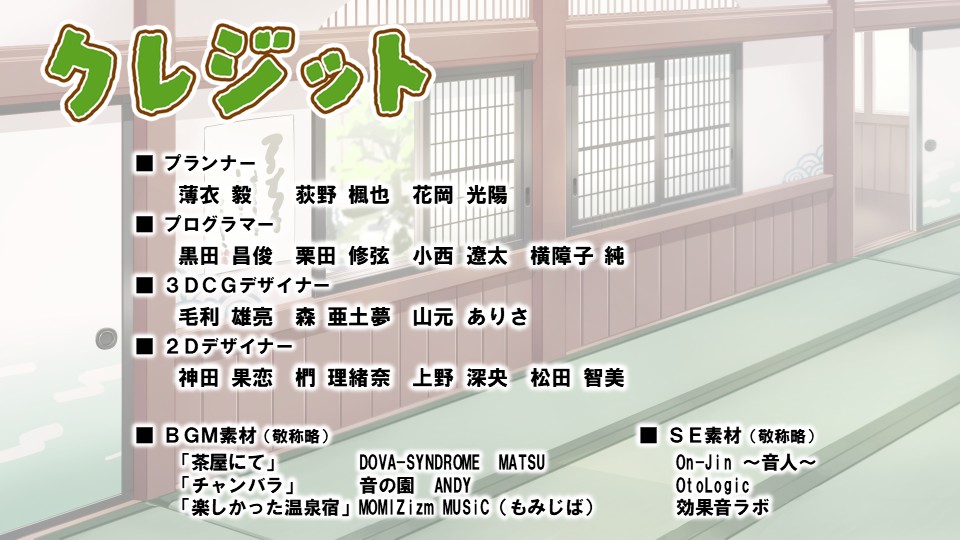 クレジット
■ プランナー
薄衣 毅　荻野 楓也　花岡 光陽
■ プログラマー
黒田 昌俊　栗田 修弦　小西 遼太　横障子 純
■ ３ＤＣＧデザイナー
毛利 雄亮　森 亜土夢　山元 ありさ
■ ２Ｄデザイナー
神田 果恋　椚 理緒奈　上野 深央　松田 智美
■ ＢＧＭ素材（敬称略）
「茶屋にて」　DOVA-SYNDROME　MATSU
「チャンバラ」　音の園　ANDY
「楽しかった温泉宿」MOMIZizm MUSiC（もみじば）
■ ＳＥ素材（敬称略）
On-Jin ～音人～
OtoLogic
効果音ラボ